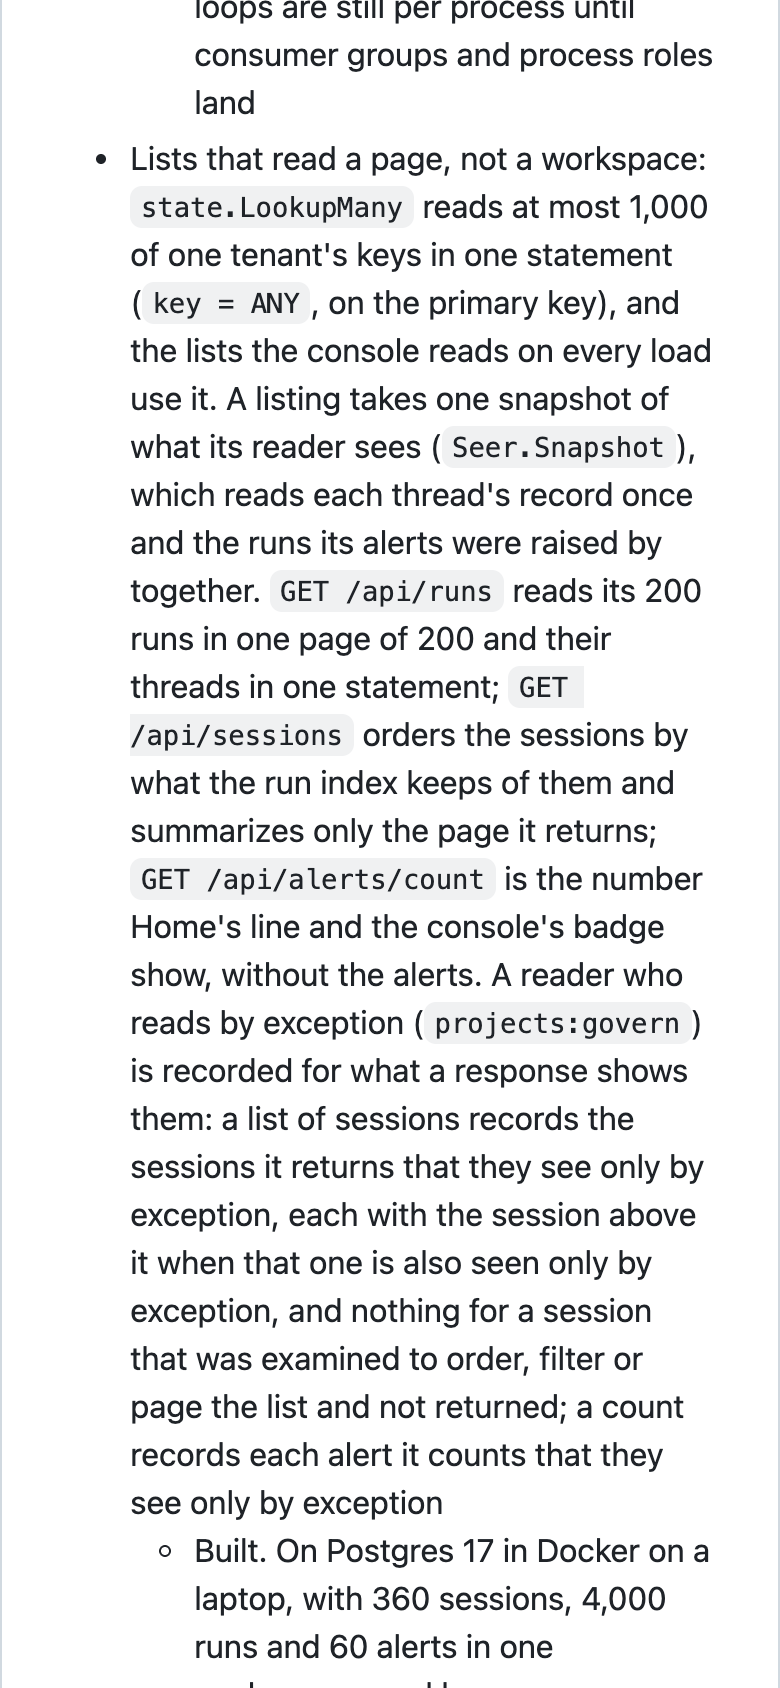 loops are still per process until
consumer groups and process roles
land
• Lists that read a page, not a workspace:
state.LookupMany reads at most 1,000
of one tenant's keys in one statement
(key = ANY, on the primary key), and
the lists the console reads on every load
use it. A listing takes one snapshot of
what its reader sees (Seer.Snapshot),
which reads each thread's record once
and the runs its alerts were raised by
together. GET /api/runs reads its 200
runs in one page of 200 and their
threads in one statement; GET
/api/sessions orders the sessions by
what the run index keeps of them and
summarizes only the page it returns;
GET /api/alerts/count is the number
Home's line and the console's badge
show, without the alerts. A reader who
reads by exception (projects:govern)
is recorded for what a response shows
them: a list of sessions records the
sessions it returns that they see only by
exception, each with the session above
it when that one is also seen only by
exception, and nothing for a session
that was examined to order, filter or
page the list and not returned; a count
records each alert it counts that they
see only by exception
◦ Built. On Postgres 17 in Docker on a
laptop, with 360 sessions, 4,000
runs and 60 alerts in one